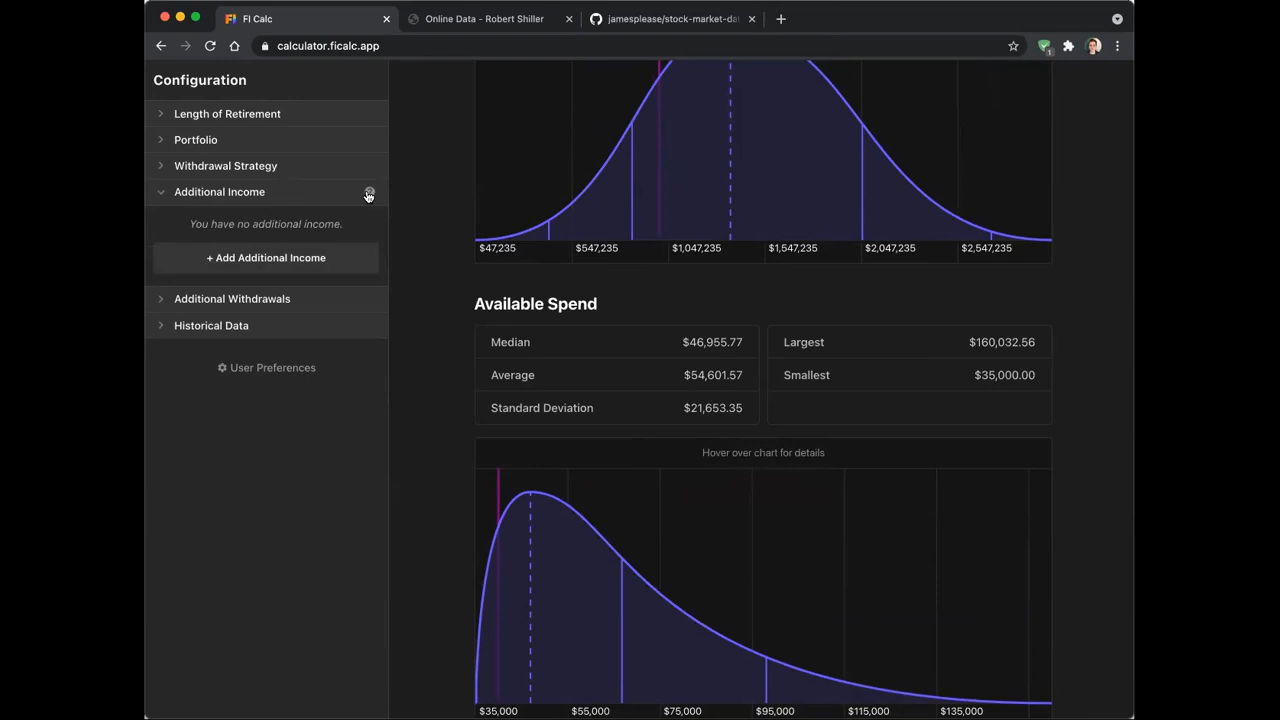 FI Calc
Online Data - Robert Shiller
jamesplease/stock-market-da
calculator.ficalc.app
1
Configuration
Length of Retirement
Portfolio
Withdrawal Strategy
Additional Income
You have no additional income.
+ Add Additional Income
Additional Withdrawals
Historical Data
User Preferences
$47,235 $547,235 $1,047,235 $1,547,235 $2,047,235 $2,547,235
Available Spend
Median $46,955.77
Average $54,601.57
Standard Deviation $21,653.35
Largest $160,032.56
Smallest $35,000.00
Hover over chart for details
$35,000 $55,000 $75,000 $95,000 $115,000 $135,000